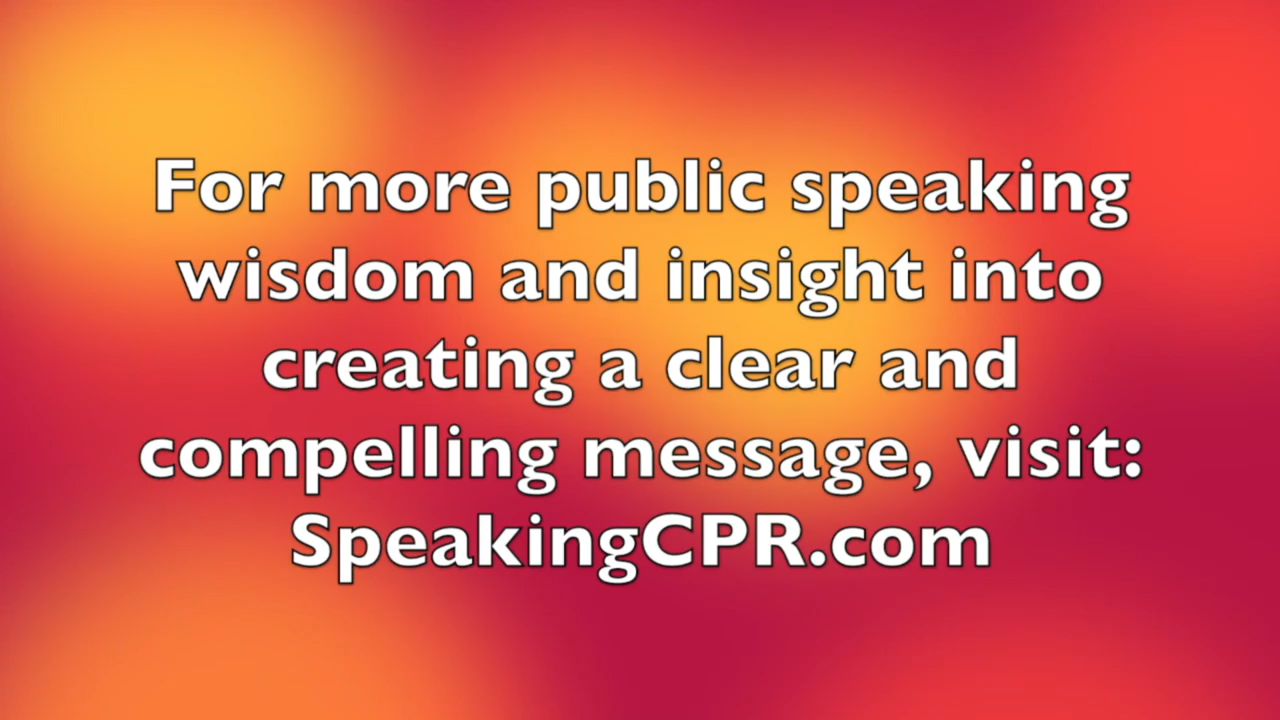 For more public speaking
wisdom and insight into
creating a clear and
compelling message, visit:
SpeakingCPR.com